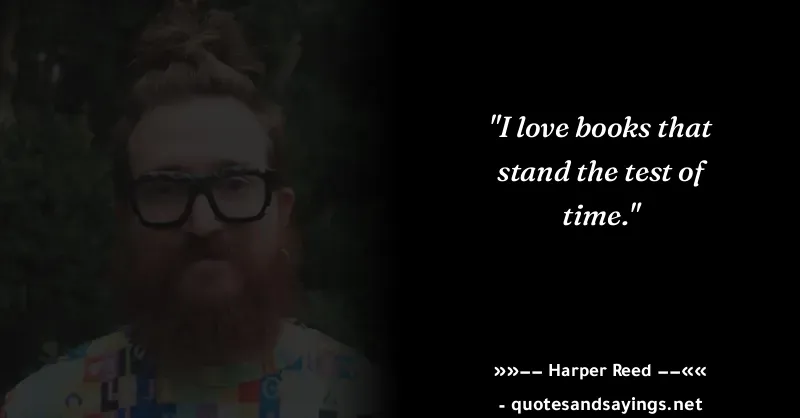 "I love books that
stand the test of
time."
»»−− Harper Reed −−««
- quotesandsayings.net